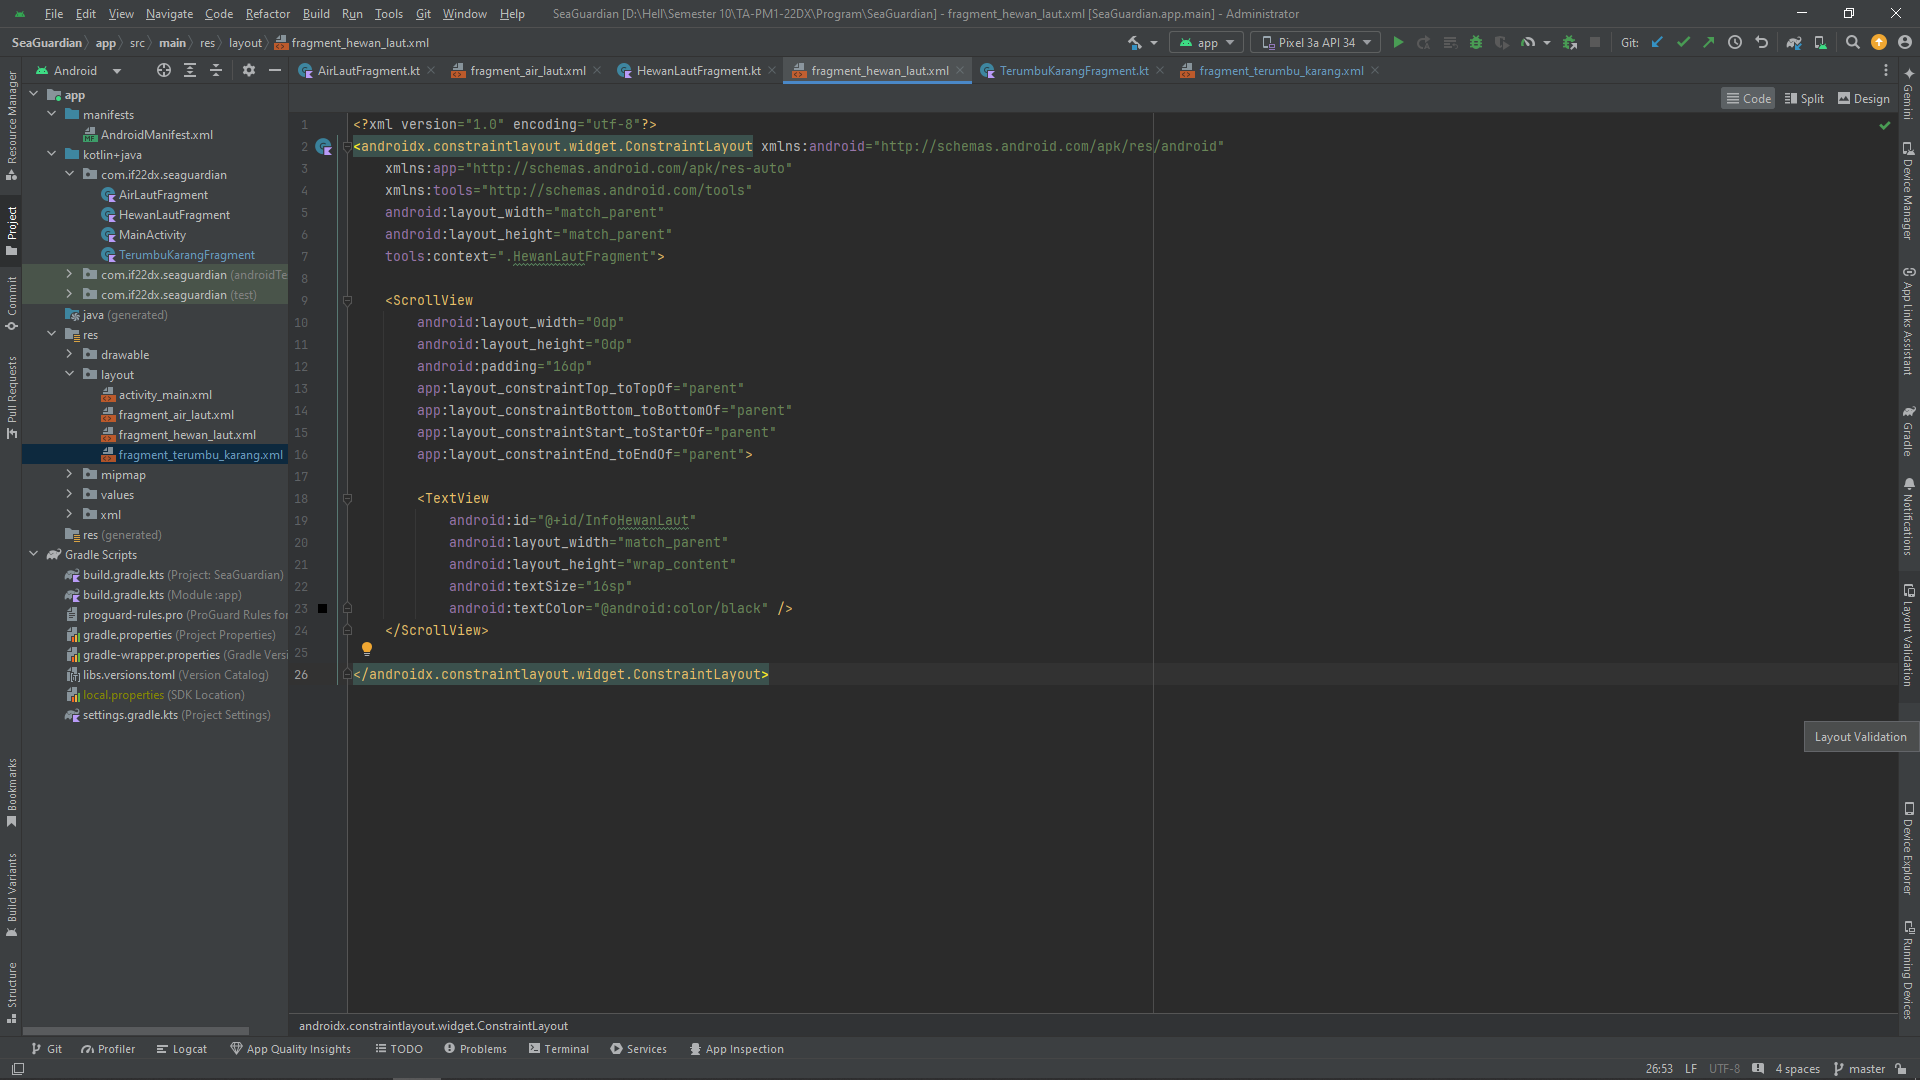 File Edit View Navigate Code Refactor Build Run Tools Git Window Help SeaGuardian [D:\Hell\Semester 10\TA-PM1-22DX\Program\SeaGuardian] - fragment_hewan_laut.xml [SeaGuardian.app.main] - Administrator
SeaGuardian app src main res layout fragment_hewan_laut.xml app Pixel 3a API 34 Git:
Android AirLautFragment.kt fragment_air_laut.xml HewanLautFragment.kt fragment_hewan_laut.xml TerumbuKarangFragment.kt fragment_terumbu_karang.xml
Code Split Design
Resource Manager
Project
Commit
Pull Requests
Bookmarks
Build Variants
Structure
app
manifests
AndroidManifest.xml
kotlin+java
com.if22dx.seaguardian
AirLautFragment
HewanLautFragment
MainActivity
TerumbuKarangFragment
com.if22dx.seaguardian (androidTe
com.if22dx.seaguardian (test)
java (generated)
res
drawable
layout
activity_main.xml
fragment_air_laut.xml
fragment_hewan_laut.xml
fragment_terumbu_karang.xml
mipmap
values
xml
res (generated)
Gradle Scripts
build.gradle.kts (Project: SeaGuardian)
build.gradle.kts (Module :app)
proguard-rules.pro (ProGuard Rules for
gradle.properties (Project Properties)
gradle-wrapper.properties (Gradle Versi
libs.versions.toml (Version Catalog)
local.properties (SDK Location)
settings.gradle.kts (Project Settings)
1 <?xml version="1.0" encoding="utf-8"?>
2 <androidx.constraintlayout.widget.ConstraintLayout xmlns:android="http://schemas.android.com/apk/res/android"
3 xmlns:app="http://schemas.android.com/apk/res-auto"
4 xmlns:tools="http://schemas.android.com/tools"
5 android:layout_width="match_parent"
6 android:layout_height="match_parent"
7 tools:context=".HewanLautFragment">
8
9 <ScrollView
10 android:layout_width="0dp"
11 android:layout_height="0dp"
12 android:padding="16dp"
13 app:layout_constraintTop_toTopOf="parent"
14 app:layout_constraintBottom_toBottomOf="parent"
15 app:layout_constraintStart_toStartOf="parent"
16 app:layout_constraintEnd_toEndOf="parent">
17
18 <TextView
19 android:id="@+id/InfoHewanLaut"
20 android:layout_width="match_parent"
21 android:layout_height="wrap_content"
22 android:textSize="16sp"
23 android:textColor="@android:color/black" />
24 </ScrollView>
25
26 </androidx.constraintlayout.widget.ConstraintLayout>
Gemini
Device Manager
App Links Assistant
Gradle
Notifications
Layout Validation
Layout Validation
Device Explorer
Running Devices
androidx.constraintlayout.widget.ConstraintLayout
Git Profiler Logcat App Quality Insights TODO Problems Terminal Services App Inspection
26:53 LF UTF-8 4 spaces master